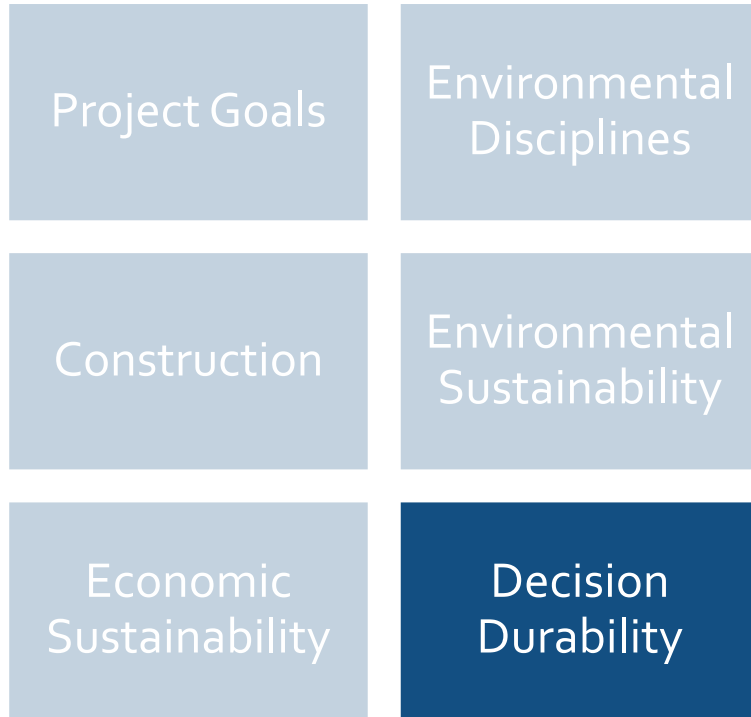 Project Goals
Environmental
Disciplines
Construction
Environmental
Sustainability
Economic
Sustainability
Decision
Durability